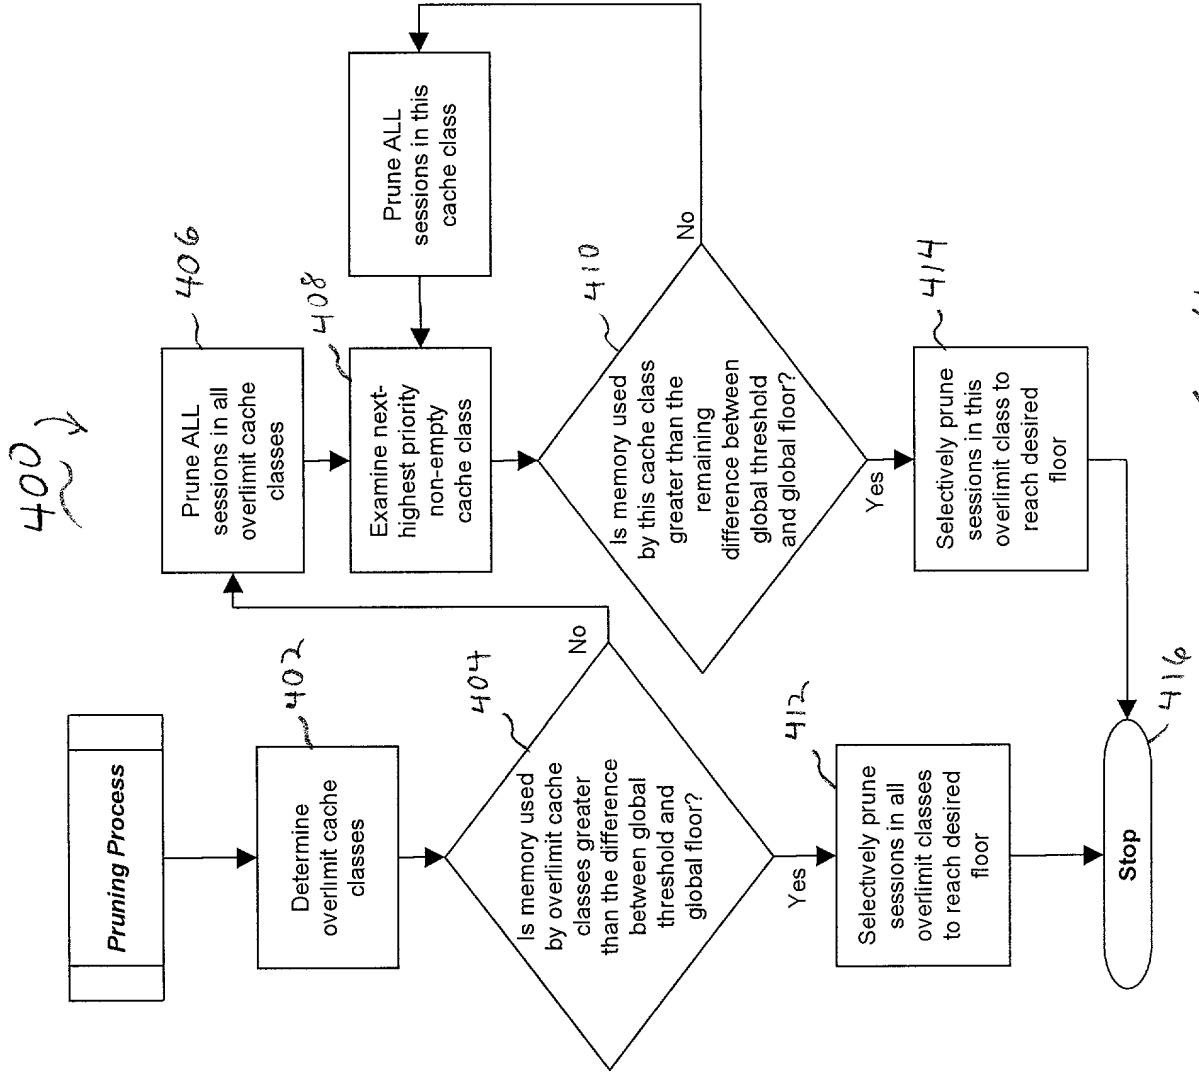 400
Pruning Process
402
Determine
overlimit cache
classes
404
Is memory used
by overlimit cache
classes greater
than the difference
between global
threshold and
global floor?
No
Yes
412
Selectively prune
sessions in all
overlimit classes
to reach desired
floor
406
Prune ALL
sessions in all
overlimit cache
classes
408
Examine next-
highest priority
non-empty
cache class
Prune ALL
sessions in this
cache class
410
Is memory used
by this cache class
greater than the
remaining
difference between
global threshold
and global floor?
No
Yes
414
Selectively prune
sessions in this
overlimit class to
reach desired
floor
Stop
416